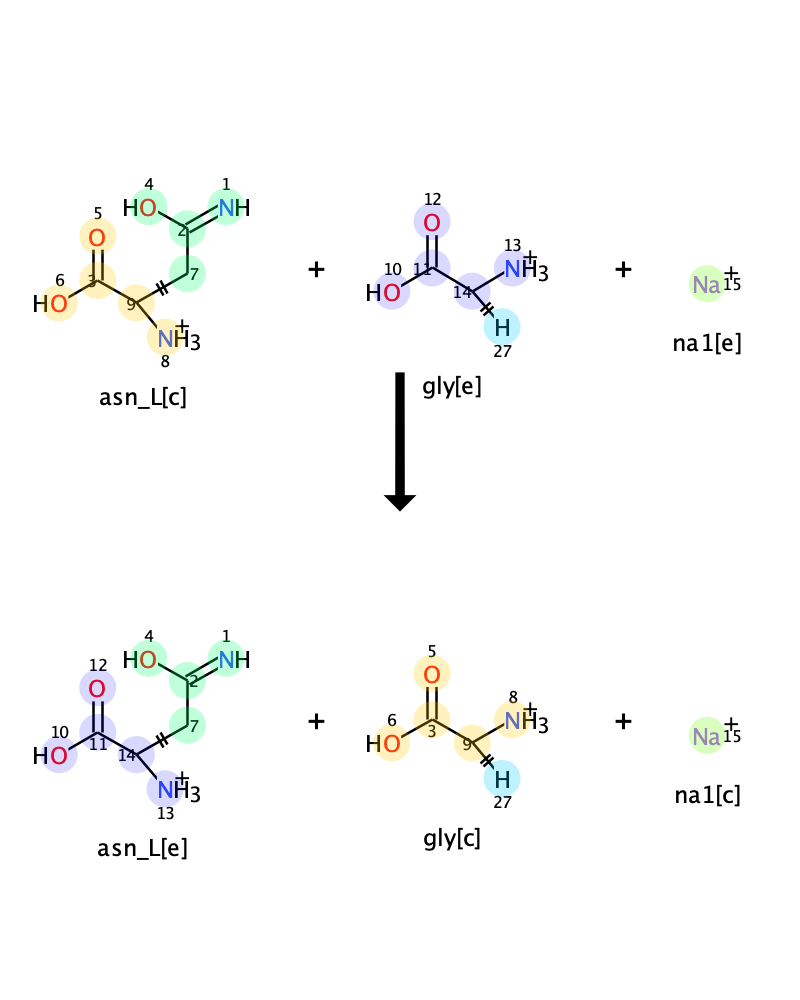 4 1
HO NH
5 2
O
7
6 3
HO 9
NH3+
8
asn_L[c]
+
12
O
13
10 11 NH3+
HO 14
H
27
gly[e]
+
Na+ 15
na1[e]
4 1
HO NH
12 2
O
7
10 11
HO 14
NH3+
13
asn_L[e]
+
5
O
8
6 3 NH3+
HO 9
H
27
gly[c]
+
Na+ 15
na1[c]